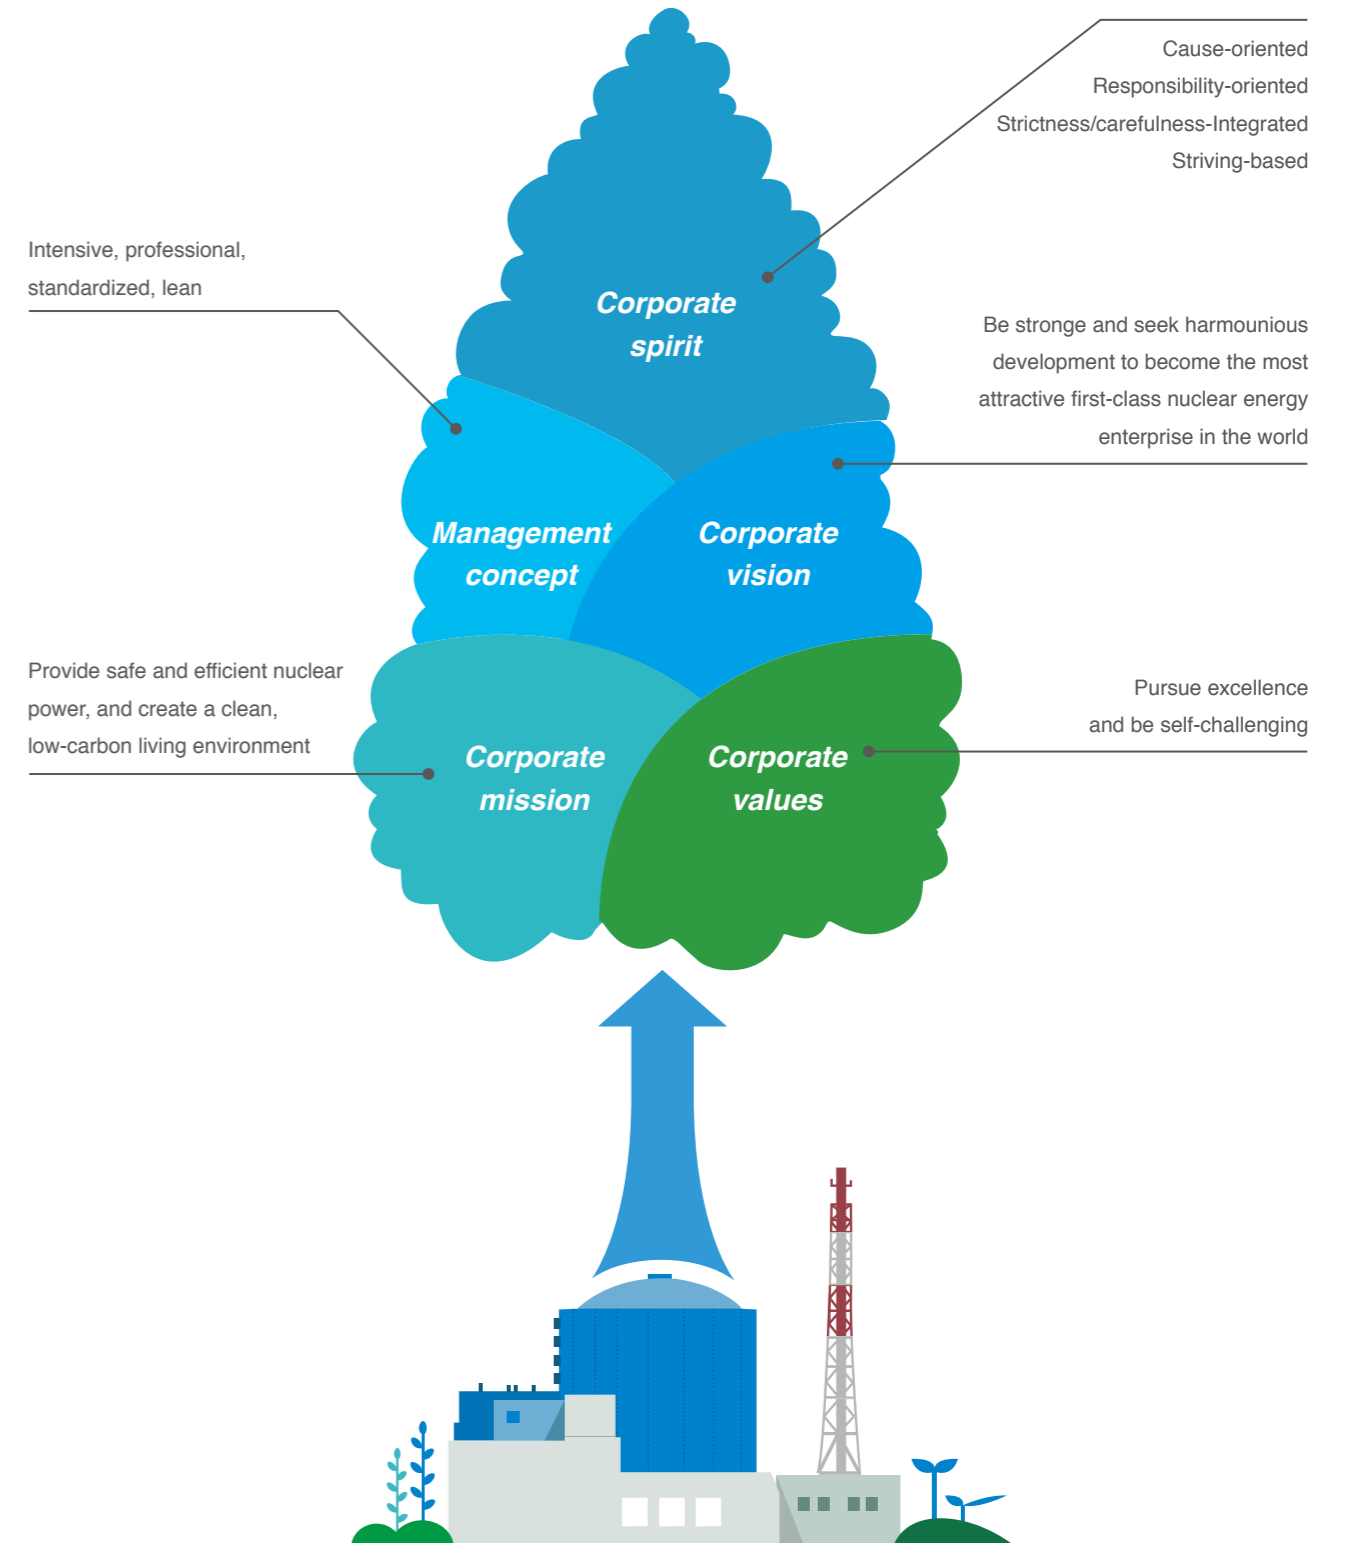 Cause-oriented
Responsibility-oriented
Strictness/carefulness-Integrated
Striving-based
Intensive, professional,
standardized, lean
Corporate
spirit
Be stronge and seek harmounious
development to become the most
attractive first-class nuclear energy
enterprise in the world
Management
concept
Corporate
vision
Provide safe and efficient nuclear
power, and create a clean,
low-carbon living environment
Pursue excellence
and be self-challenging
Corporate
mission
Corporate
values